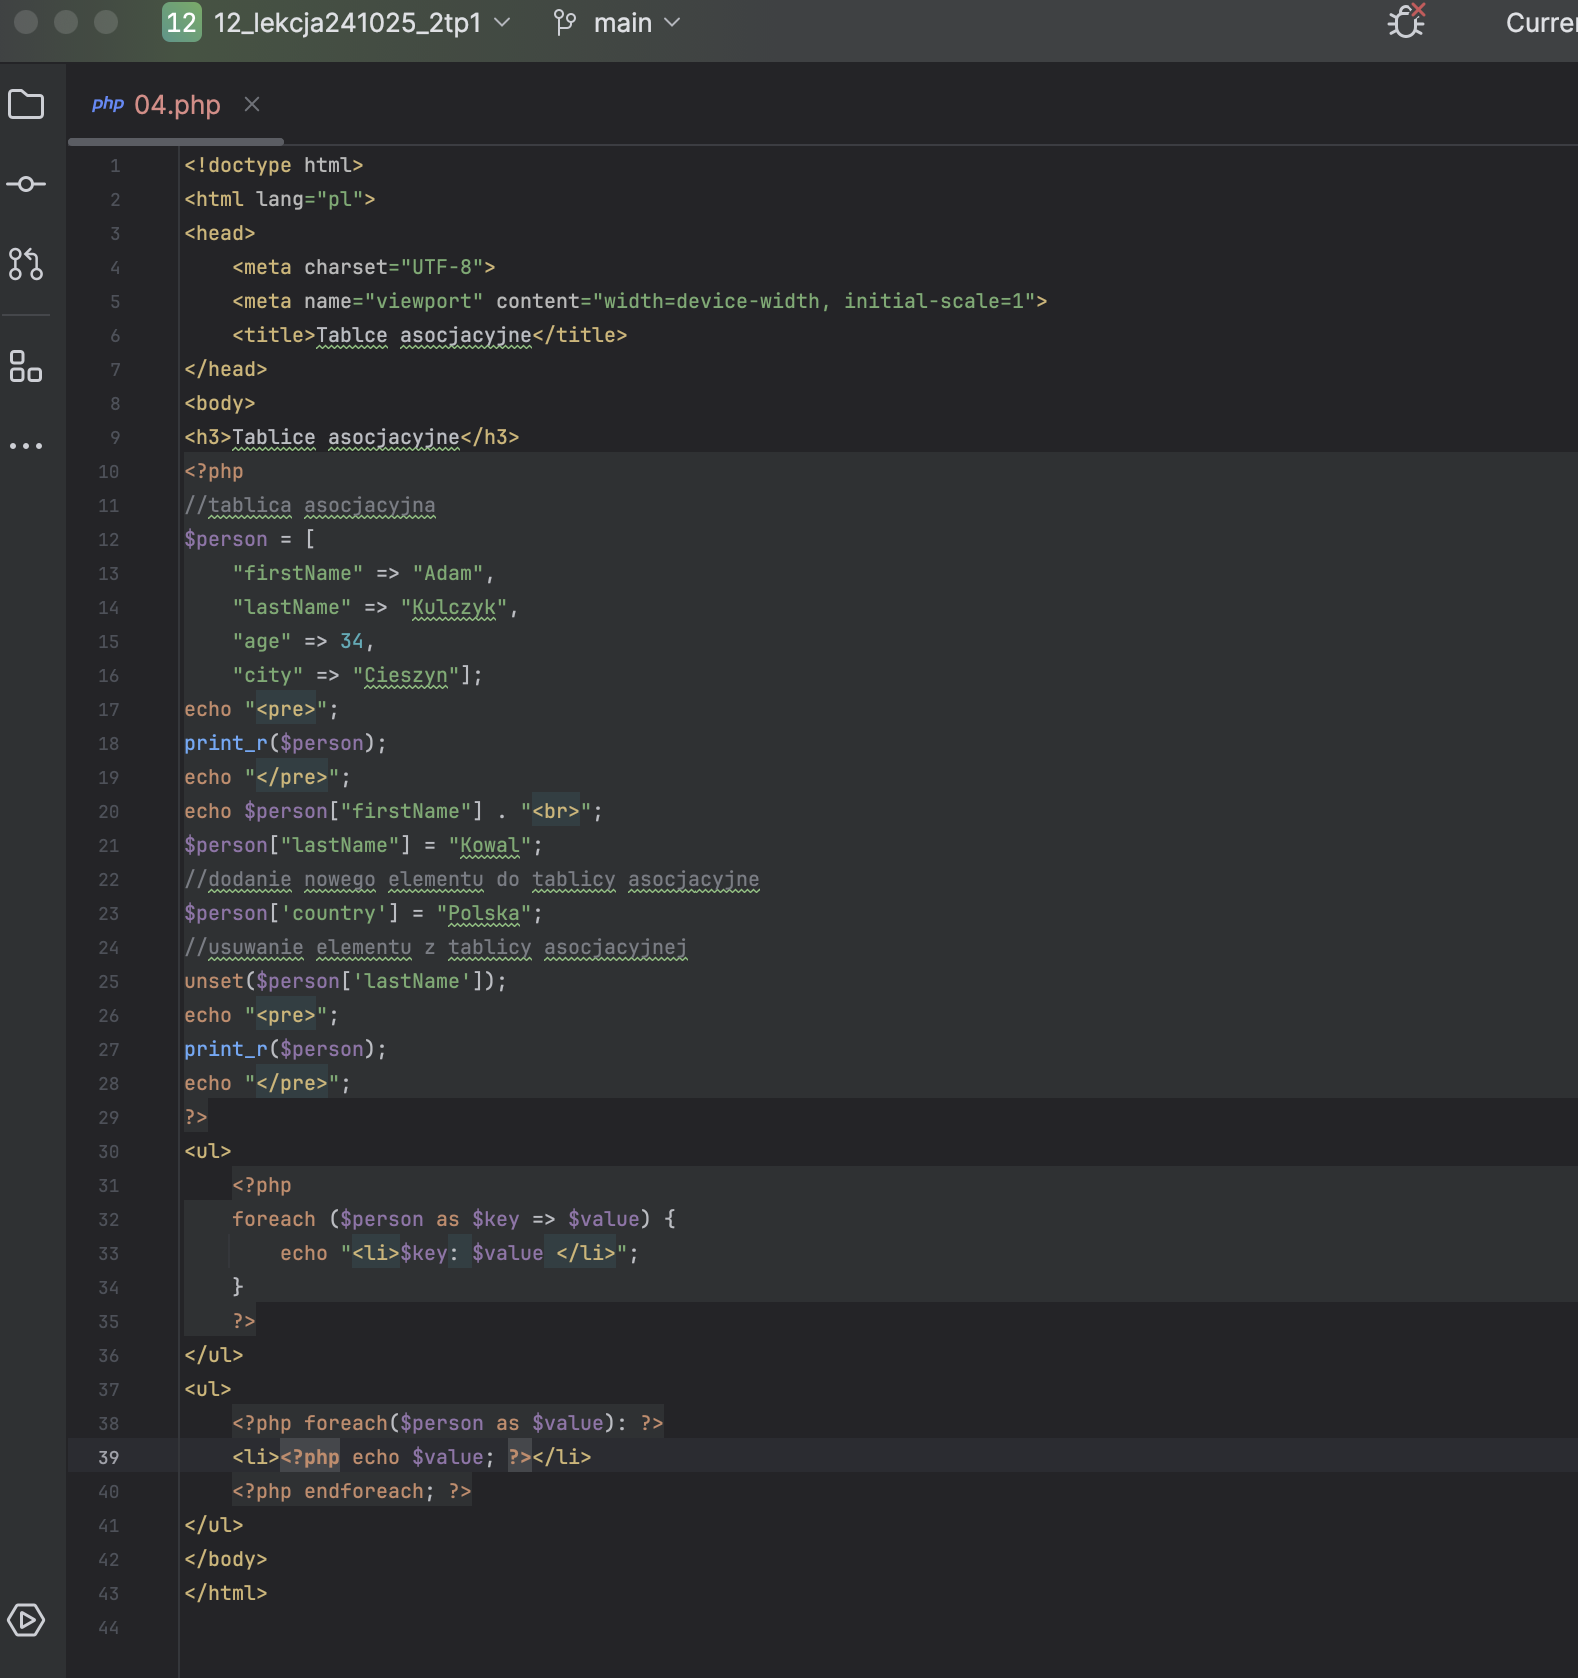 12 12_lekcja241025_2tp1 main
php 04.php
1 <!doctype html>
2 <html lang="pl">
3 <head>
4     <meta charset="UTF-8">
5     <meta name="viewport" content="width=device-width, initial-scale=1">
6     <title>Tablce asocjacyjne</title>
7 </head>
8 <body>
9 <h3>Tablice asocjacyjne</h3>
10 <?php
11 //tablica asocjacyjna
12 $person = [
13     "firstName" => "Adam",
14     "lastName" => "Kulczyk",
15     "age" => 34,
16     "city" => "Cieszyn"];
17 echo "<pre>";
18 print_r($person);
19 echo "</pre>";
20 echo $person["firstName"] . "<br>";
21 $person["lastName"] = "Kowal";
22 //dodanie nowego elementu do tablicy asocjacyjne
23 $person['country'] = "Polska";
24 //usuwanie elementu z tablicy asocjacyjnej
25 unset($person['lastName']);
26 echo "<pre>";
27 print_r($person);
28 echo "</pre>";
29 ?>
30 <ul>
31     <?php
32     foreach ($person as $key => $value) {
33         echo "<li>$key: $value </li>";
34     }
35     ?>
36 </ul>
37 <ul>
38     <?php foreach($person as $value): ?>
39     <li><?php echo $value; ?></li>
40     <?php endforeach; ?>
41 </ul>
42 </body>
43 </html>
44